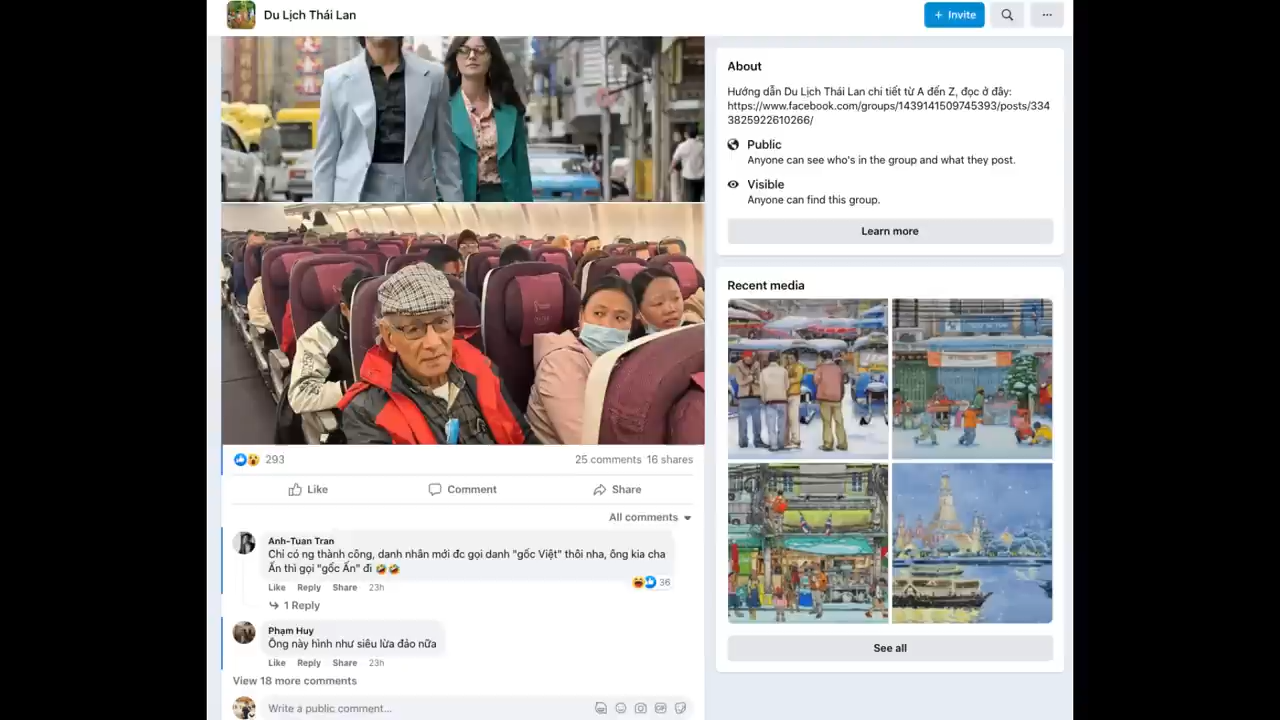 Du Lịch Thái Lan
+ Invite
293
25 comments 16 shares
Like
Comment
Share
All comments
Anh-Tuan Tran
Chỉ có ng thành công, danh nhân mới đc gọi danh "gốc Việt" thôi nha, ông kia cha
Ấn thì gọi "gốc Ấn" đi 🤣🤣
36
Like Reply Share 23h
1 Reply
Phạm Huy
Ông này hình như siêu lừa đảo nữa
Like Reply Share 23h
View 18 more comments
Write a public comment...
About
Hướng dẫn Du Lịch Thái Lan chi tiết từ A đến Z, đọc ở đây:
https://www.facebook.com/groups/1439141509745393/posts/334
3825922610266/
Public
Anyone can see who's in the group and what they post.
Visible
Anyone can find this group.
Learn more
Recent media
See all